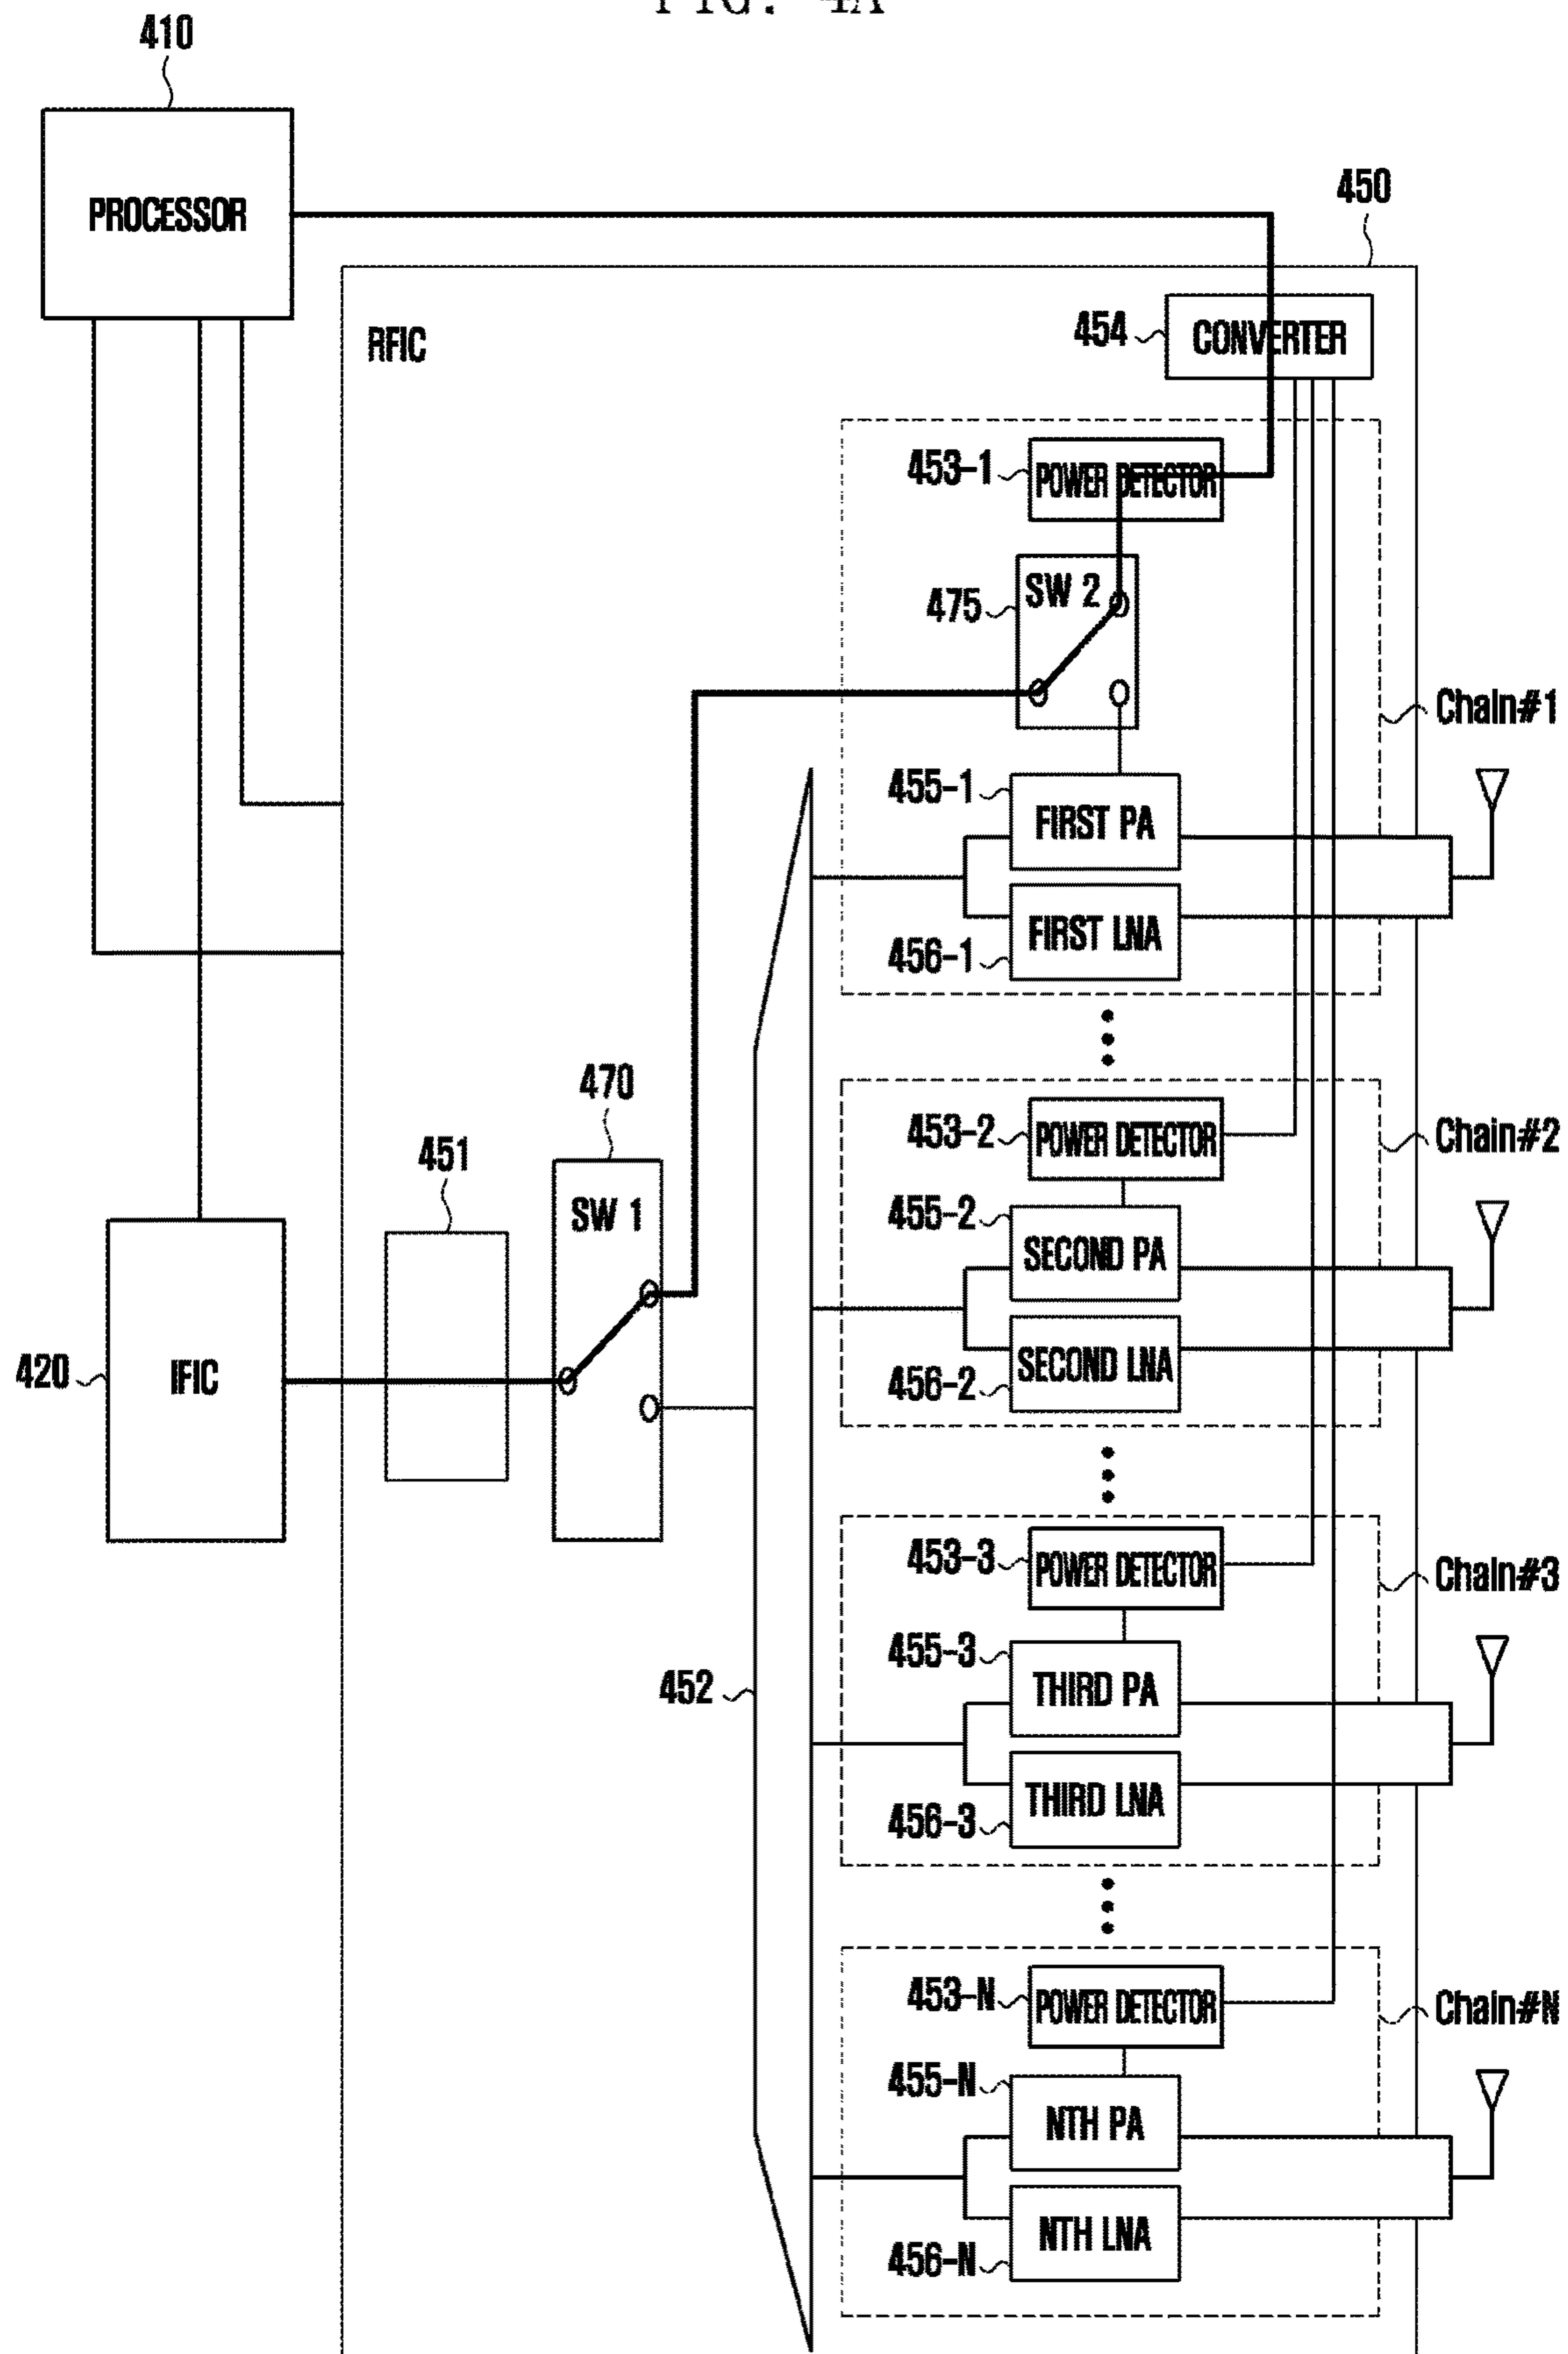 FIG. 4A
410
PROCESSOR
450
RFIC
454
CONVERTER
453-1
POWER DETECTOR
475
SW 2
Chain#1
455-1
FIRST PA
FIRST LNA
456-1
470
451
SW 1
453-2
POWER DETECTOR
Chain#2
455-2
SECOND PA
420
IFIC
SECOND LNA
456-2
453-3
POWER DETECTOR
Chain#3
455-3
THIRD PA
452
THIRD LNA
456-3
453-N
POWER DETECTOR
Chain#N
455-N
NTH PA
NTH LNA
456-N